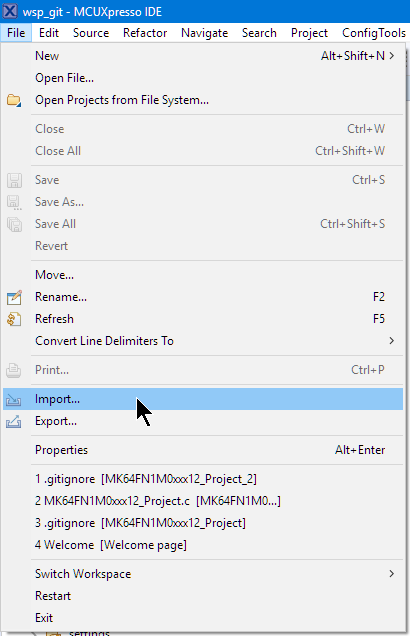 wsp_git - MCUXpresso IDE
File Edit Source Refactor Navigate Search Project ConfigTools
New Alt+Shift+N >
Open File...
Open Projects from File System...
Close Ctrl+W
Close All Ctrl+Shift+W
Save Ctrl+S
Save As...
Save All Ctrl+Shift+S
Revert
Move...
Rename... F2
Refresh F5
Convert Line Delimiters To >
Print... Ctrl+P
Import...
Export...
Properties Alt+Enter
1 .gitignore [MK64FN1M0xxx12_Project_2]
2 MK64FN1M0xxx12_Project.c [MK64FN1M0...]
3 .gitignore [MK64FN1M0xxx12_Project]
4 Welcome [Welcome page]
Switch Workspace >
Restart
Exit
settings